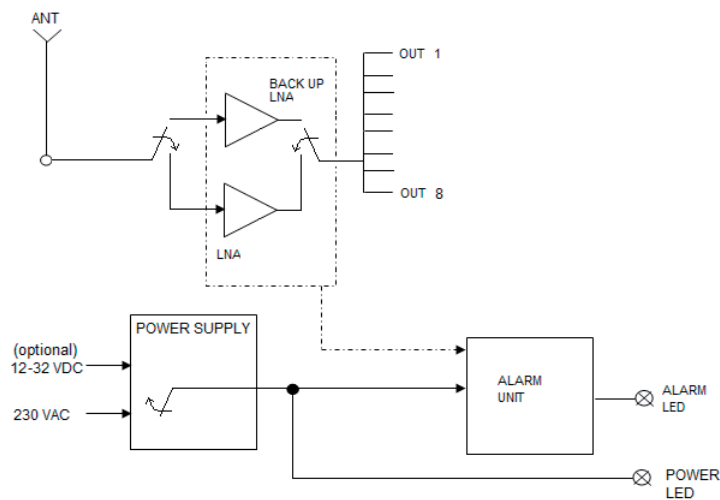 ANT
OUT 1
BACK UP
LNA
OUT 8
LNA
POWER SUPPLY
(optional)
12-32 VDC
230 VAC
ALARM
UNIT
ALARM
LED
POWER
LED